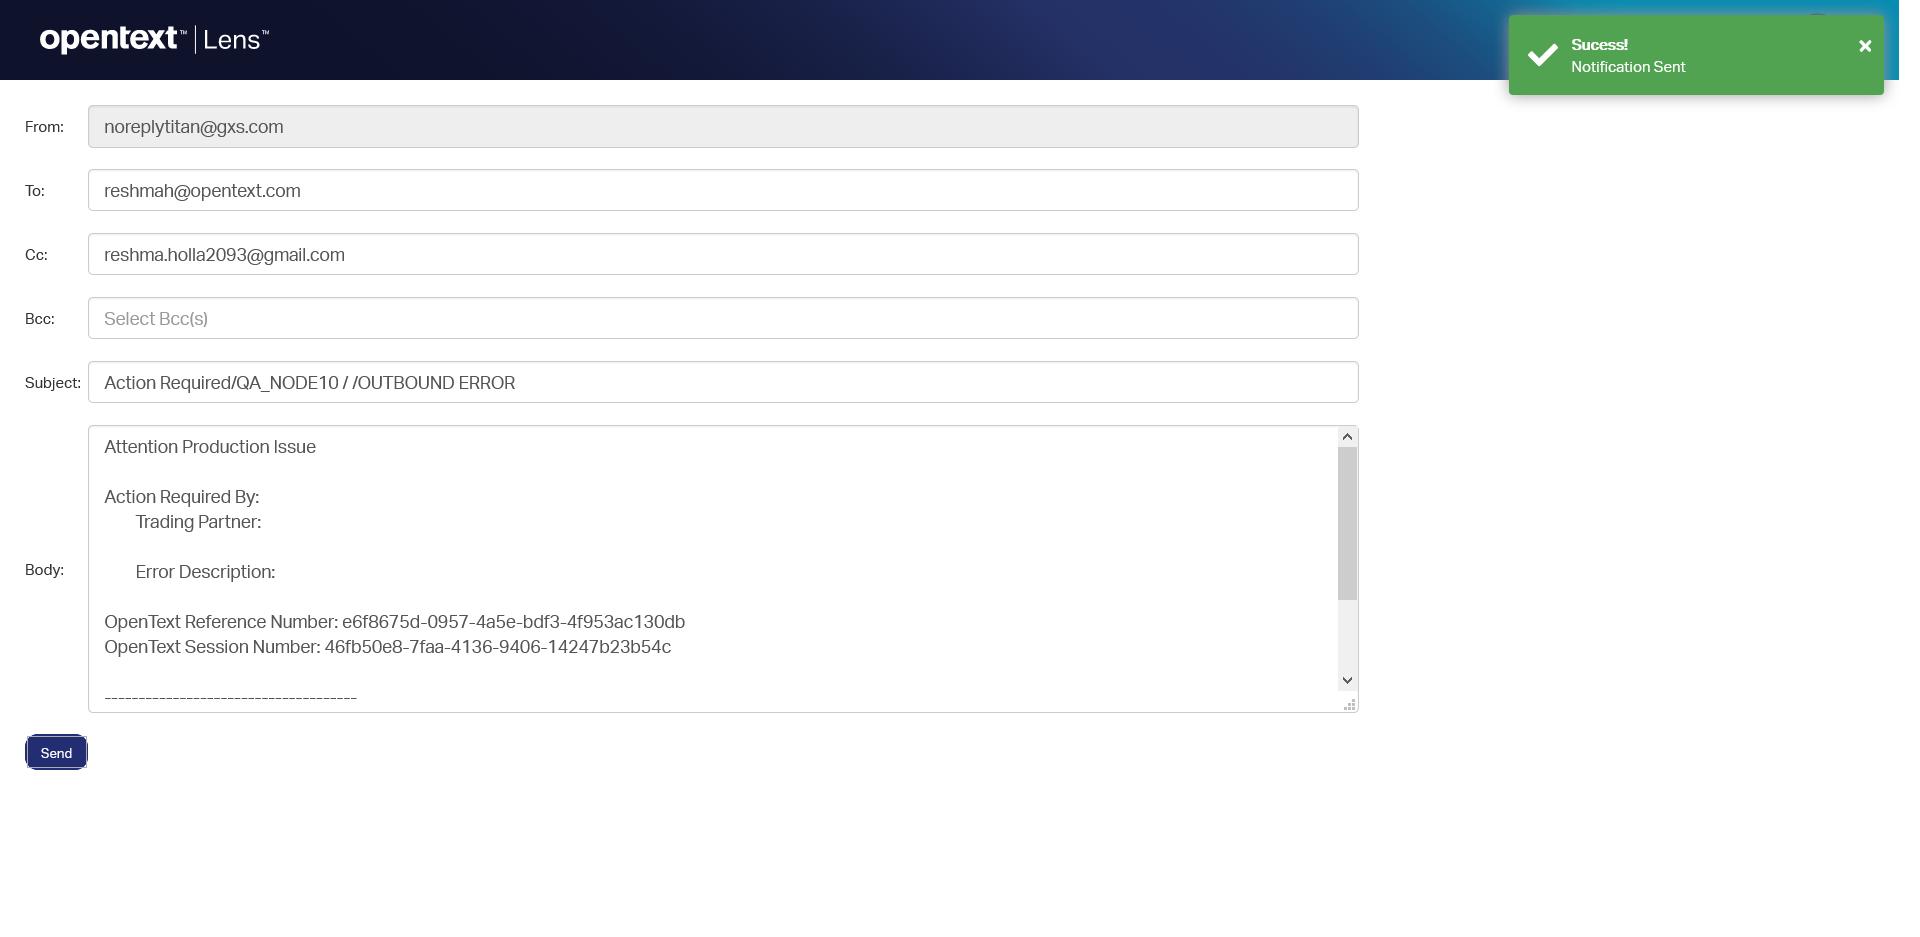 opentext™ | Lens™
Sucess!
Notification Sent
×
From: noreplytitan@gxs.com
To: reshmah@opentext.com
Cc: reshma.holla2093@gmail.com
Bcc: Select Bcc(s)
Subject: Action Required/QA_NODE10 / /OUTBOUND ERROR
Body:
Attention Production Issue
Action Required By:
Trading Partner:
Error Description:
OpenText Reference Number: e6f8675d-0957-4a5e-bdf3-4f953ac130db
OpenText Session Number: 46fb50e8-7faa-4136-9406-14247b23b54c
-------------------------------------
Send